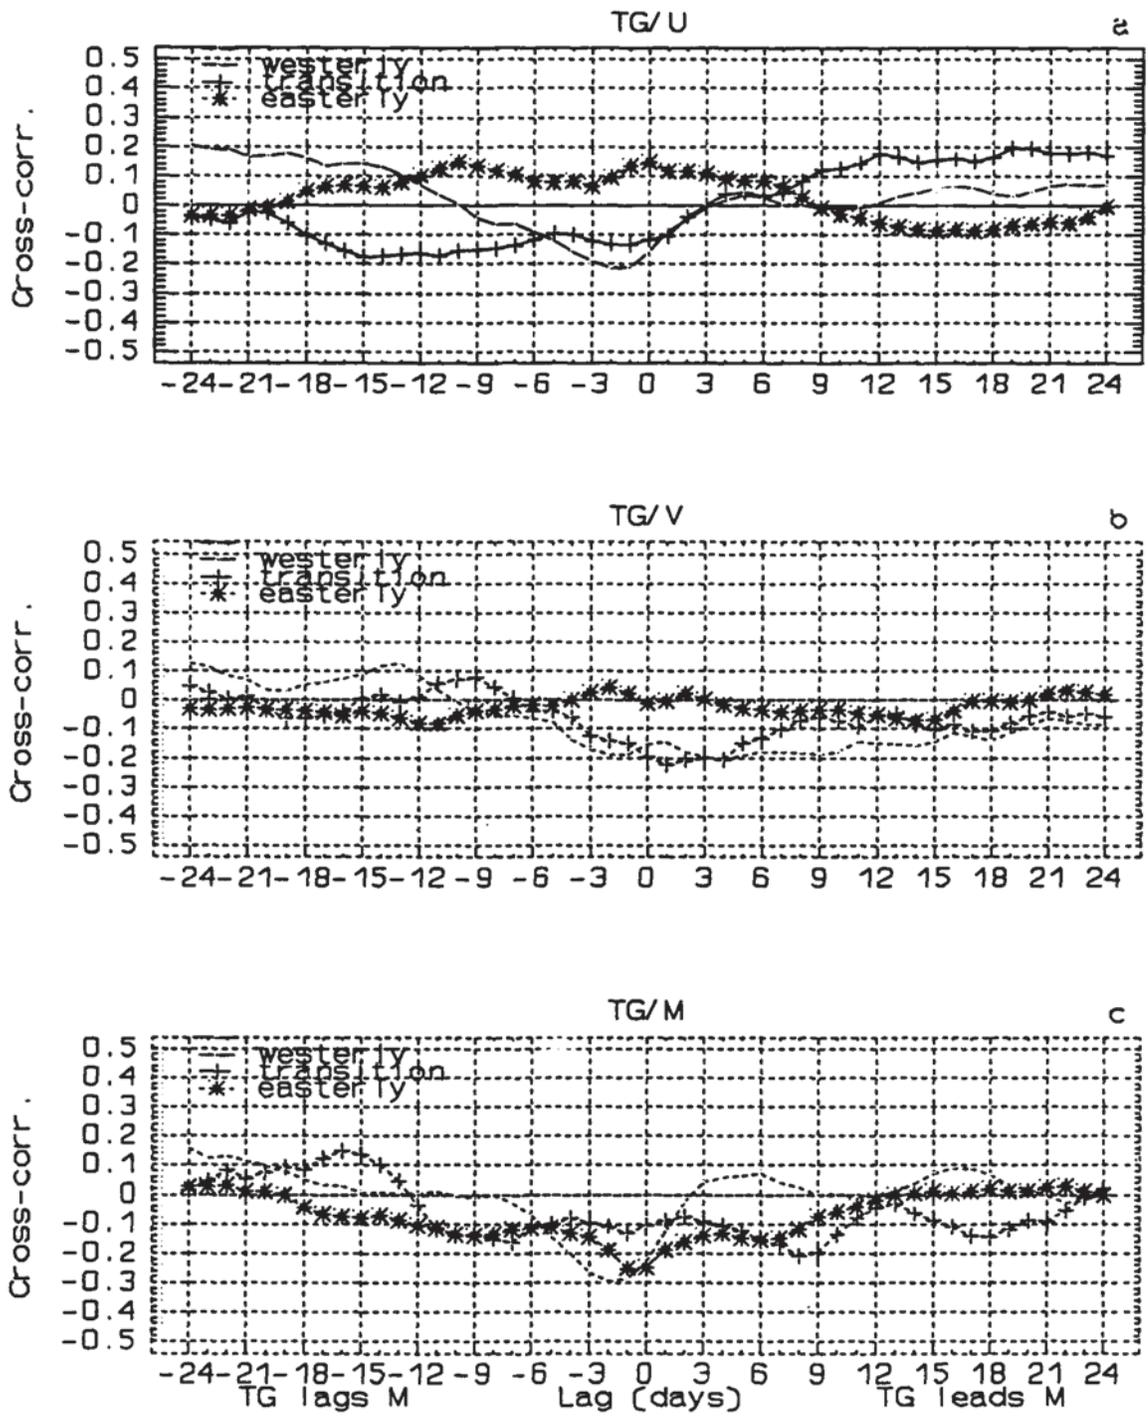 TG/U a
0.5
westerly
0.4
transition
0.3
easterly
0.2
0.1
0
-0.1
-0.2
-0.3
-0.4
-0.5
Cross-corr.
-24 -21 -18 -15 -12 -9 -6 -3 0 3 6 9 12 15 18 21 24
TG/V b
0.5
westerly
0.4
transition
0.3
easterly
0.2
0.1
0
-0.1
-0.2
-0.3
-0.4
-0.5
Cross-corr.
-24 -21 -18 -15 -12 -9 -6 -3 0 3 6 9 12 15 18 21 24
TG/M c
0.5
westerly
0.4
transition
0.3
easterly
0.2
0.1
0
-0.1
-0.2
-0.3
-0.4
-0.5
Cross-corr.
-24 -21 -18 -15 -12 -9 -6 -3 0 3 6 9 12 15 18 21 24
TG lags M Lag (days) TG leads M